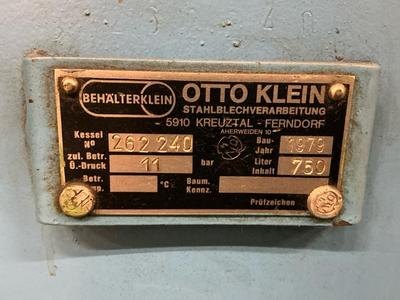 BEHÄLTERKLEIN
OTTO KLEIN
STAHLBLECHVERARBEITUNG
5910 KREUZTAL - FERNDORF
AHERWEIDEN 10
Kessel Nº 262 240 Bau-Jahr 1979
zul. Betr. Ü.-Druck 11 bar Liter Inhalt 750
Betr. °C Baum. Kennz.
Prüfzeichen